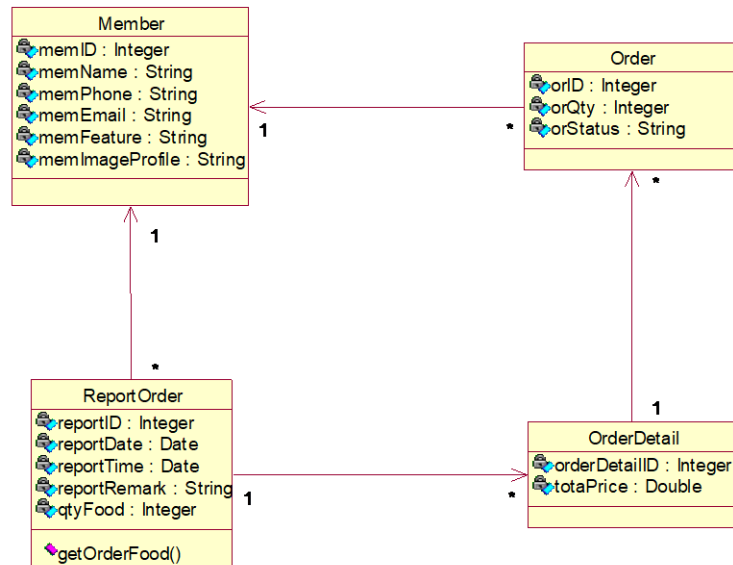 Member
memID : Integer
memName : String
memPhone : String
memEmail : String
memFeature : String
memImageProfile : String
Order
orID : Integer
orQty : Integer
orStatus : String
1
*
1
*
*
1
ReportOrder
reportID : Integer
reportDate : Date
reportTime : Date
reportRemark : String
qtyFood : Integer
getOrderFood()
1
*
OrderDetail
orderDetailID : Integer
totaPrice : Double